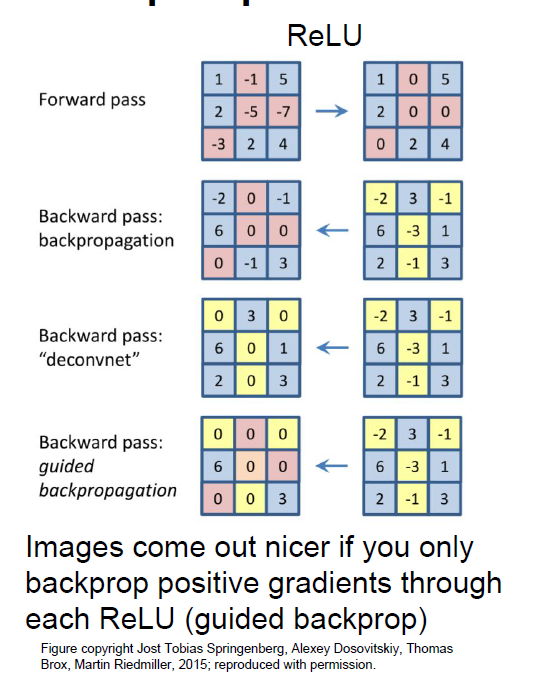 ReLU
Forward pass
1 -1 5
2 -5 -7
-3 2 4
1 0 5
2 0 0
0 2 4
Backward pass:
backpropagation
-2 0 -1
6 0 0
0 -1 3
-2 3 -1
6 -3 1
2 -1 3
Backward pass:
“deconvnet”
0 3 0
6 0 1
2 0 3
-2 3 -1
6 -3 1
2 -1 3
Backward pass:
guided
backpropagation
0 0 0
6 0 0
0 0 3
-2 3 -1
6 -3 1
2 -1 3
Images come out nicer if you only
backprop positive gradients through
each ReLU (guided backprop)
Figure copyright Jost Tobias Springenberg, Alexey Dosovitskiy, Thomas
Brox, Martin Riedmiller, 2015; reproduced with permission.